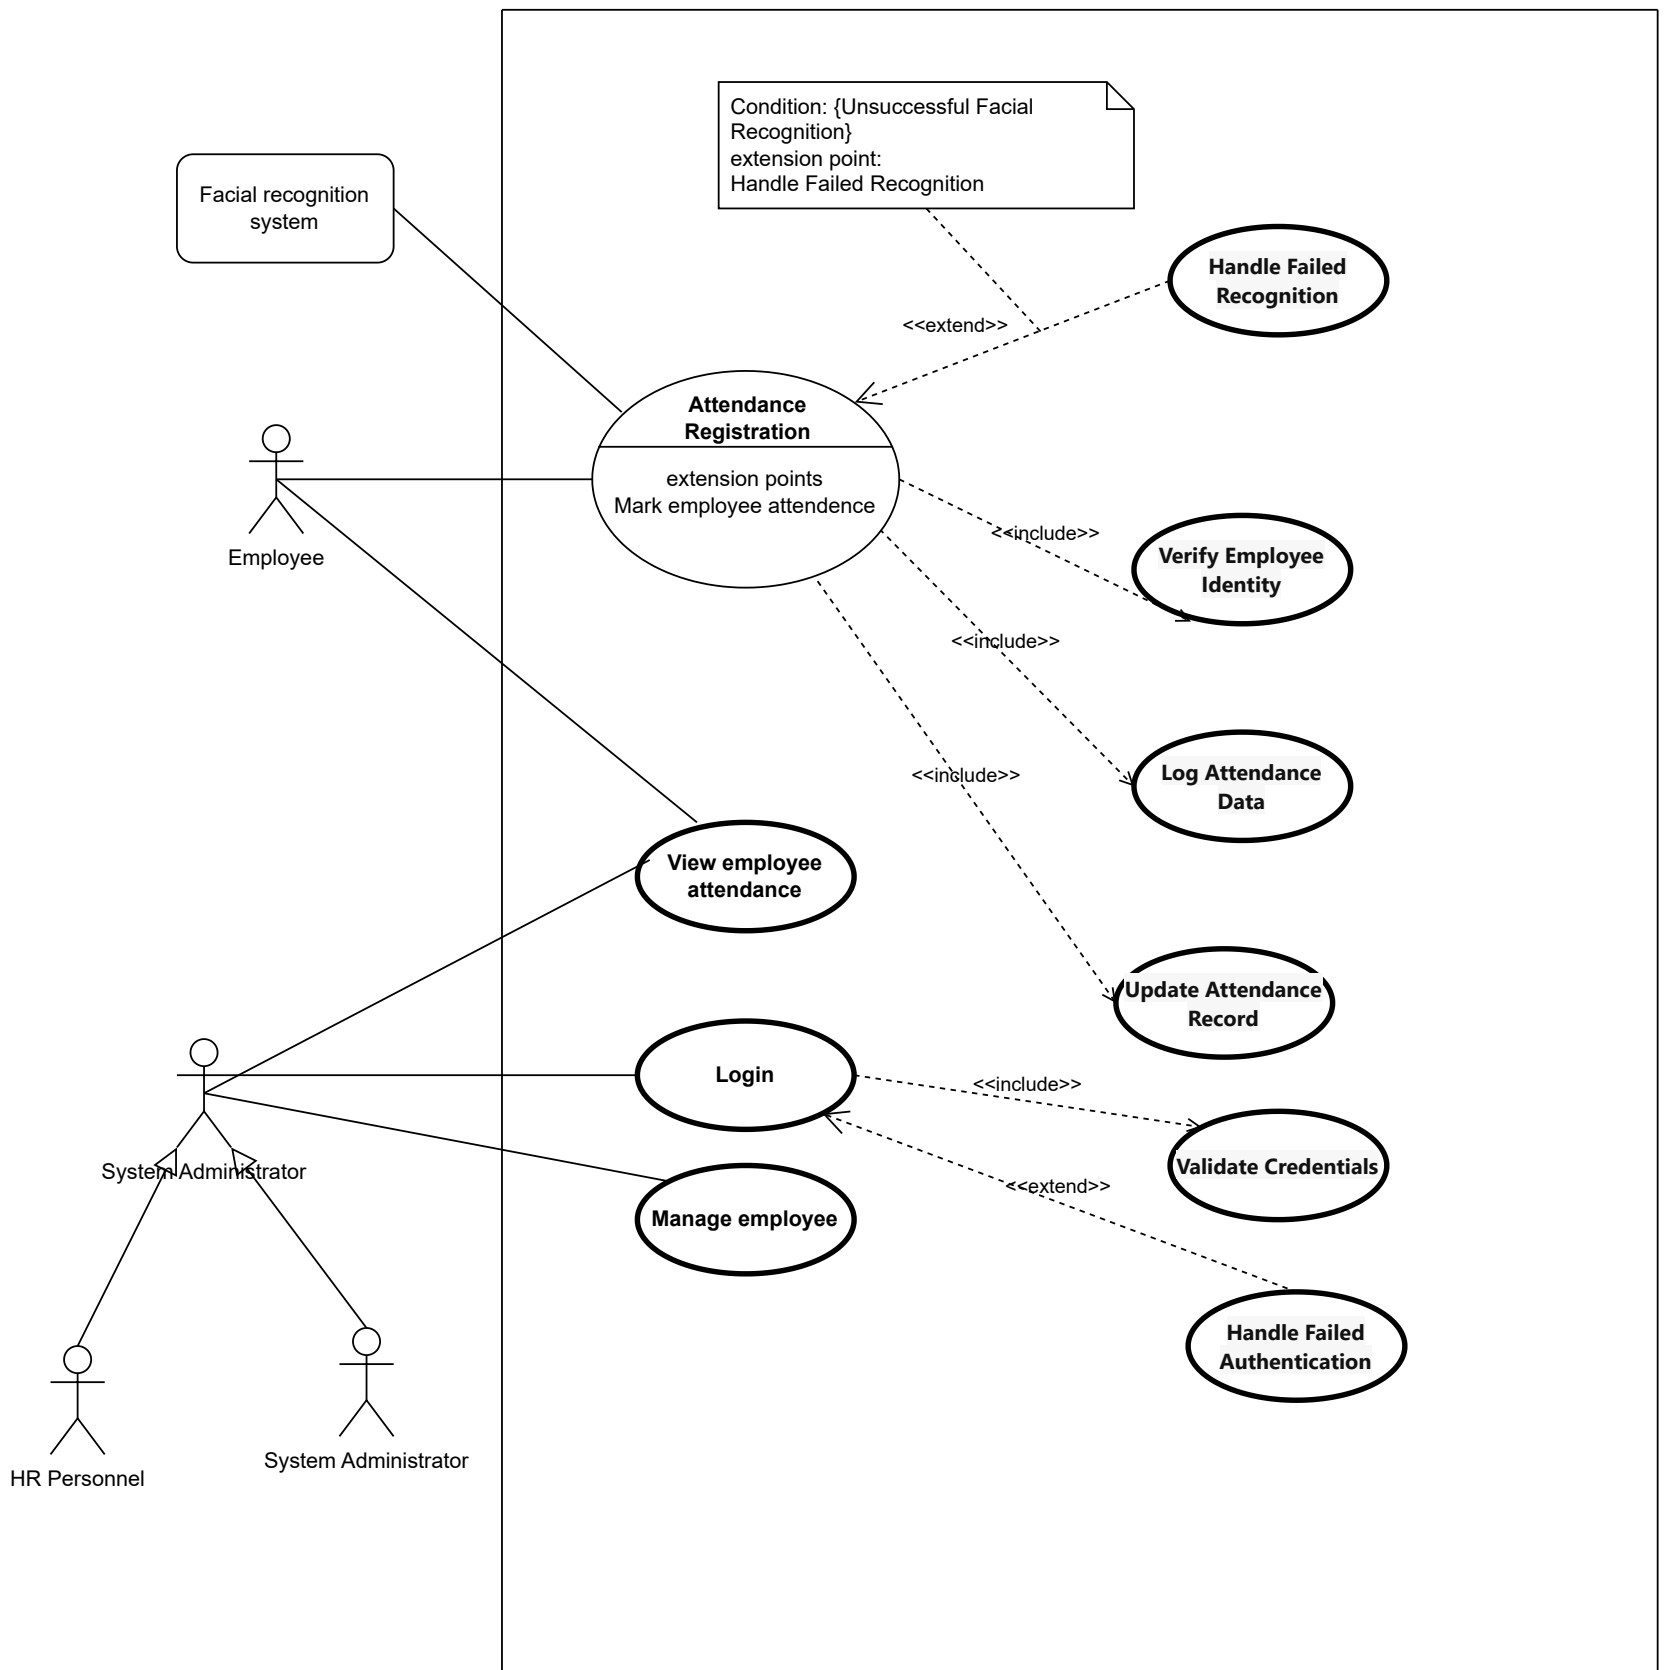 Condition: {Unsuccessful Facial
Recognition}
extension point:
Handle Failed Recognition
Facial recognition
system
Handle Failed
Recognition
<<extend>>
Attendance
Registration
extension points
Mark employee attendence
Employee
<<include>>
Verify Employee
Identity
<<include>>
Log Attendance
Data
<<include>>
View employee
attendance
Update Attendance
Record
Login
<<include>>
Validate Credentials
System Administrator
<<extend>>
Manage employee
Handle Failed
Authentication
System Administrator
HR Personnel